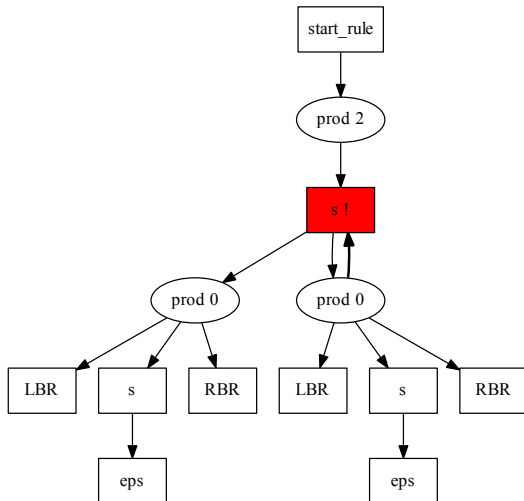 start_rule
prod 2
s !
prod 0 prod 0
LBR s RBR LBR s RBR
eps eps